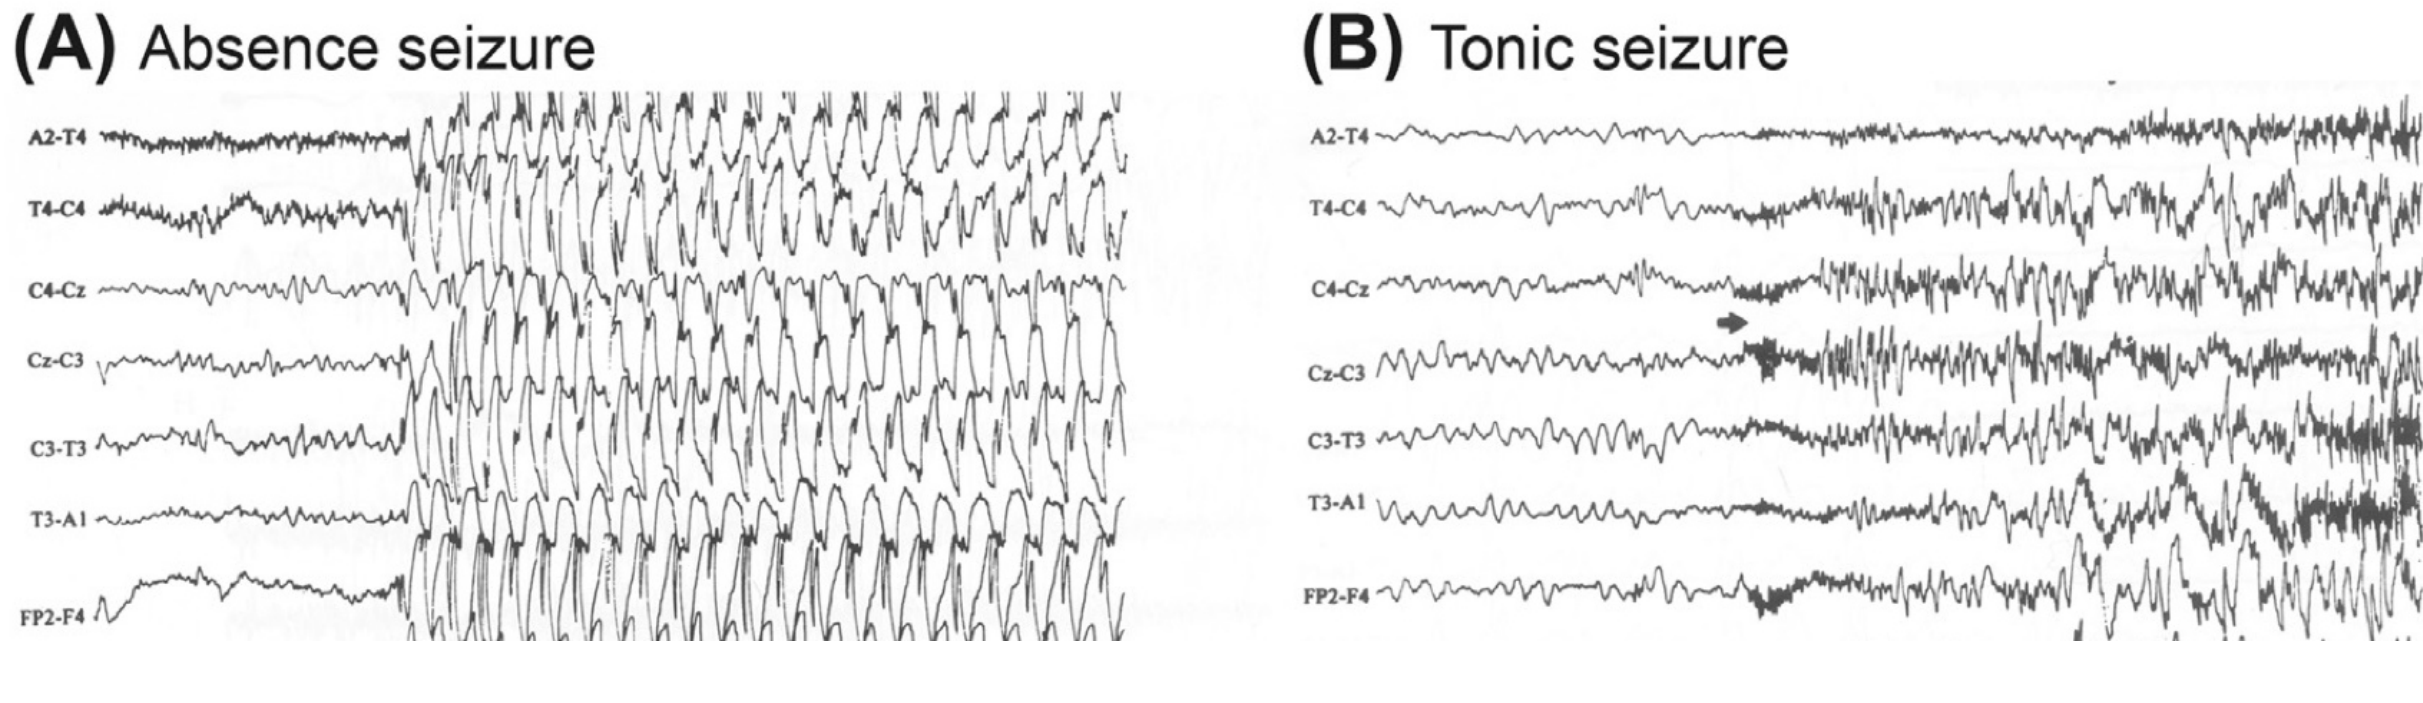 (A) Absence seizure
A2-T4
T4-C4
C4-Cz
Cz-C3
C3-T3
T3-A1
FP2-F4
(B) Tonic seizure
A2-T4
T4-C4
C4-Cz
Cz-C3
C3-T3
T3-A1
FP2-F4